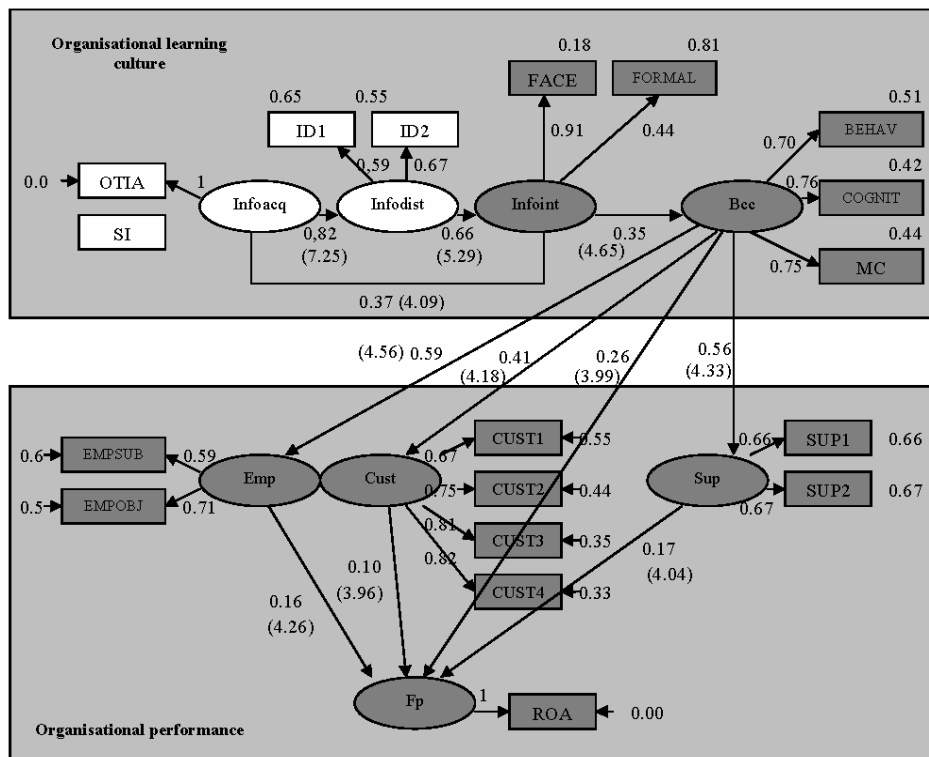 Organisational learning
culture
0.18
0.81
FACE
FORMAL
0.65
0.55
0.51
ID1
ID2
BEHAV
0.91
0.44
0.70
0,59
0.67
0.42
0.0
OTIA
1
0.76
COGNIT
Infoacq
Infodist
Infoint
Bcc
SI
0,82
(7.25)
0.66
(5.29)
0.35
(4.65)
0.44
0.75
MC
0.37 (4.09)
(4.56) 0.59
0.41
(4.18)
0.26
(3.99)
0.56
(4.33)
CUST1
0.55
0.67
0.66
SUP1
0.66
0.6
EMPSUB
0.59
Emp
Cust
0.75
CUST2
0.44
Sup
SUP2
0.67
0.67
0.5
EMPOBJ
0.71
0.81
CUST3
0.35
0.82
CUST4
0.33
0.17
(4.04)
0.10
(3.96)
0.16
(4.26)
Fp
1
ROA
0.00
Organisational performance